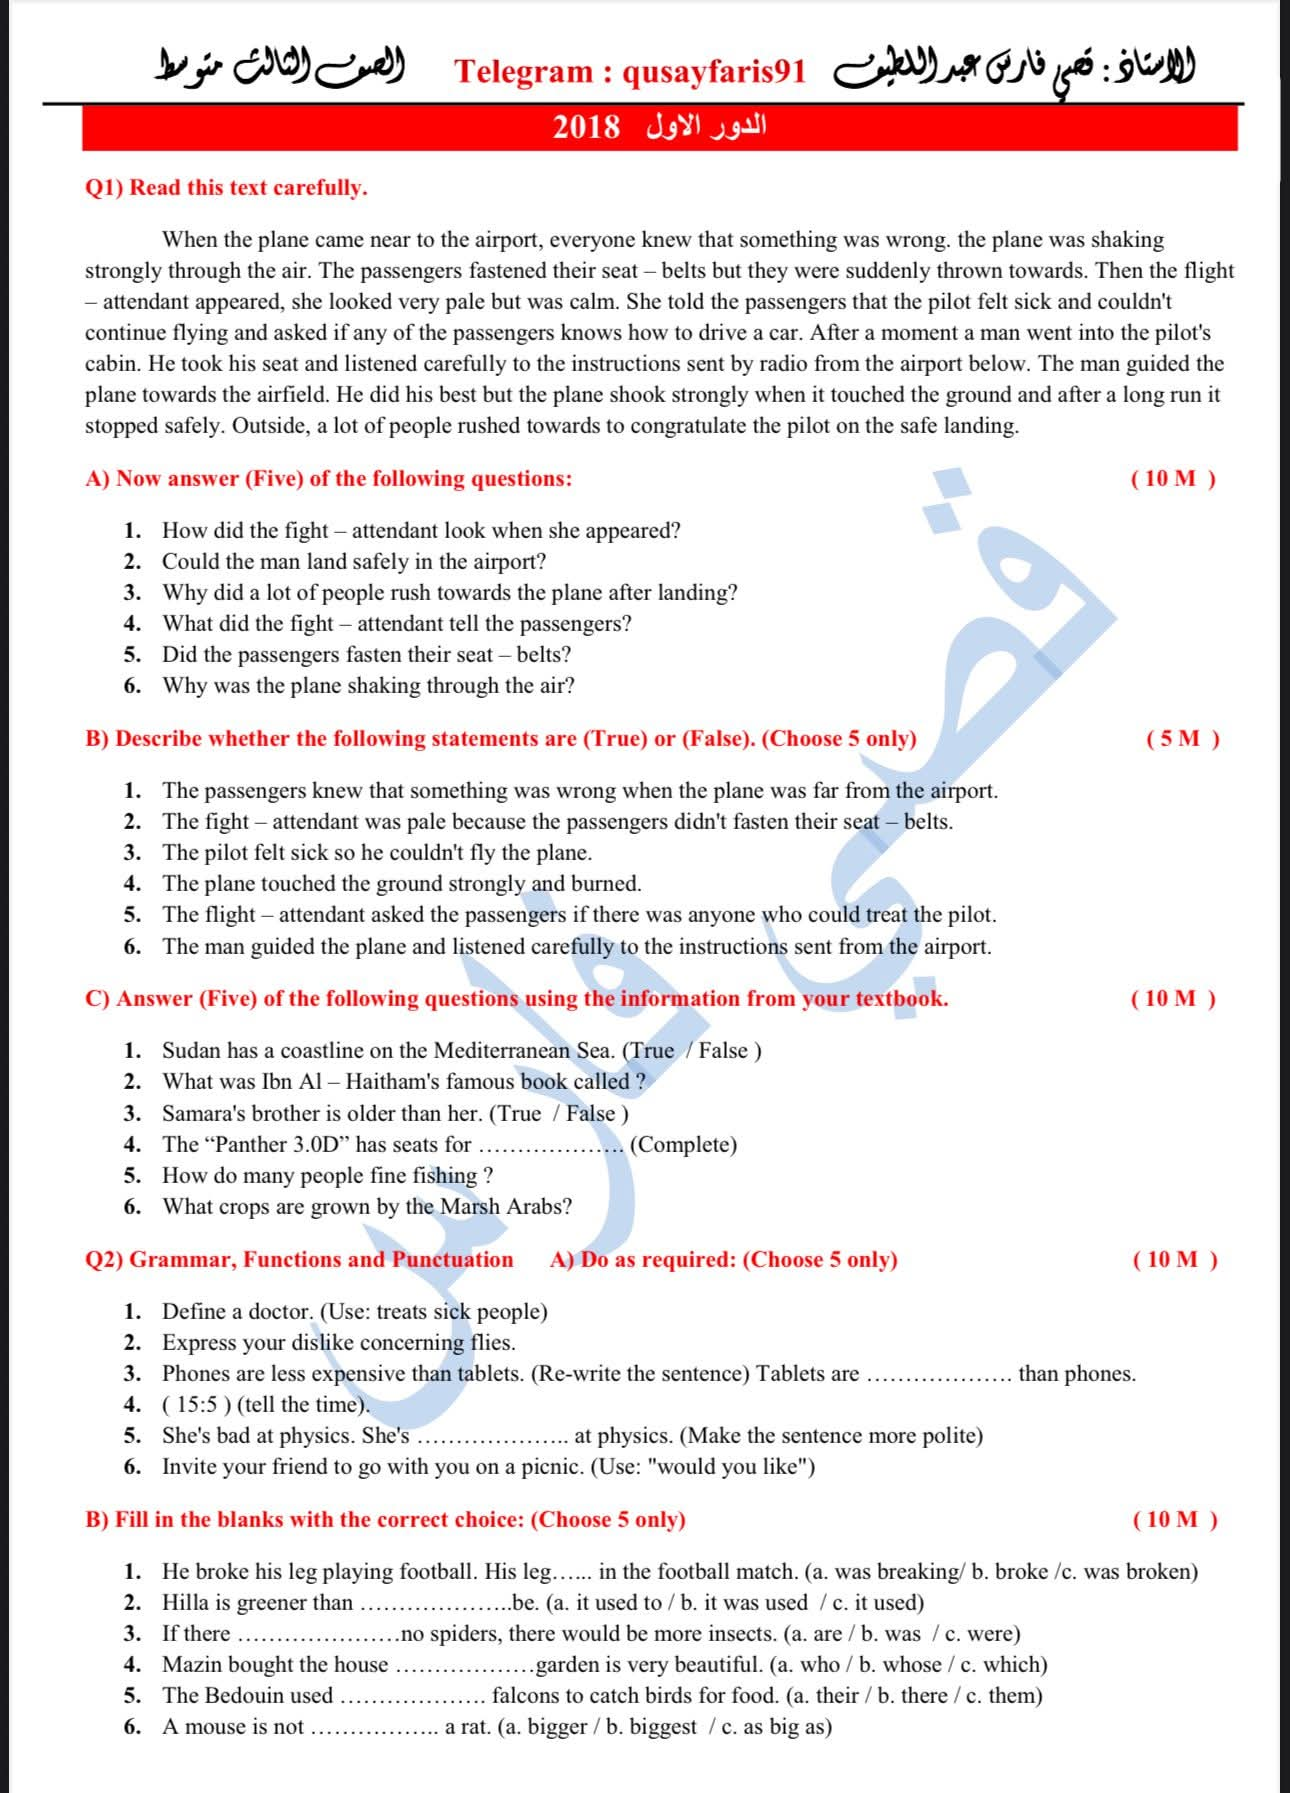 الاستاذ : قصي فارس عبد اللطيف Telegram : qusayfaris91 الصف الثالث متوسط
الدور الاول 2018
Q1) Read this text carefully.
When the plane came near to the airport, everyone knew that something was wrong. the plane was shaking
strongly through the air. The passengers fastened their seat – belts but they were suddenly thrown towards. Then the flight
– attendant appeared, she looked very pale but was calm. She told the passengers that the pilot felt sick and couldn't
continue flying and asked if any of the passengers knows how to drive a car. After a moment a man went into the pilot's
cabin. He took his seat and listened carefully to the instructions sent by radio from the airport below. The man guided the
plane towards the airfield. He did his best but the plane shook strongly when it touched the ground and after a long run it
stopped safely. Outside, a lot of people rushed towards to congratulate the pilot on the safe landing.
A) Now answer (Five) of the following questions: ( 10 M )
1. How did the fight – attendant look when she appeared?
2. Could the man land safely in the airport?
3. Why did a lot of people rush towards the plane after landing?
4. What did the fight – attendant tell the passengers?
5. Did the passengers fasten their seat – belts?
6. Why was the plane shaking through the air?
B) Describe whether the following statements are (True) or (False). (Choose 5 only) ( 5 M )
1. The passengers knew that something was wrong when the plane was far from the airport.
2. The fight – attendant was pale because the passengers didn't fasten their seat – belts.
3. The pilot felt sick so he couldn't fly the plane.
4. The plane touched the ground strongly and burned.
5. The flight – attendant asked the passengers if there was anyone who could treat the pilot.
6. The man guided the plane and listened carefully to the instructions sent from the airport.
C) Answer (Five) of the following questions using the information from your textbook. ( 10 M )
1. Sudan has a coastline on the Mediterranean Sea. (True / False )
2. What was Ibn Al – Haitham's famous book called ?
3. Samara's brother is older than her. (True / False )
4. The “Panther 3.0D” has seats for ................... (Complete)
5. How do many people fine fishing ?
6. What crops are grown by the Marsh Arabs?
Q2) Grammar, Functions and Punctuation A) Do as required: (Choose 5 only) ( 10 M )
1. Define a doctor. (Use: treats sick people)
2. Express your dislike concerning flies.
3. Phones are less expensive than tablets. (Re-write the sentence) Tablets are ................... than phones.
4. ( 15:5 ) (tell the time).
5. She's bad at physics. She's ................... at physics. (Make the sentence more polite)
6. Invite your friend to go with you on a picnic. (Use: "would you like")
B) Fill in the blanks with the correct choice: (Choose 5 only) ( 10 M )
1. He broke his leg playing football. His leg...... in the football match. (a. was breaking/ b. broke /c. was broken)
2. Hilla is greener than ....................be. (a. it used to / b. it was used / c. it used)
3. If there .....................no spiders, there would be more insects. (a. are / b. was / c. were)
4. Mazin bought the house ..................garden is very beautiful. (a. who / b. whose / c. which)
5. The Bedouin used ................... falcons to catch birds for food. (a. their / b. there / c. them)
6. A mouse is not ................. a rat. (a. bigger / b. biggest / c. as big as)
قصي فارس